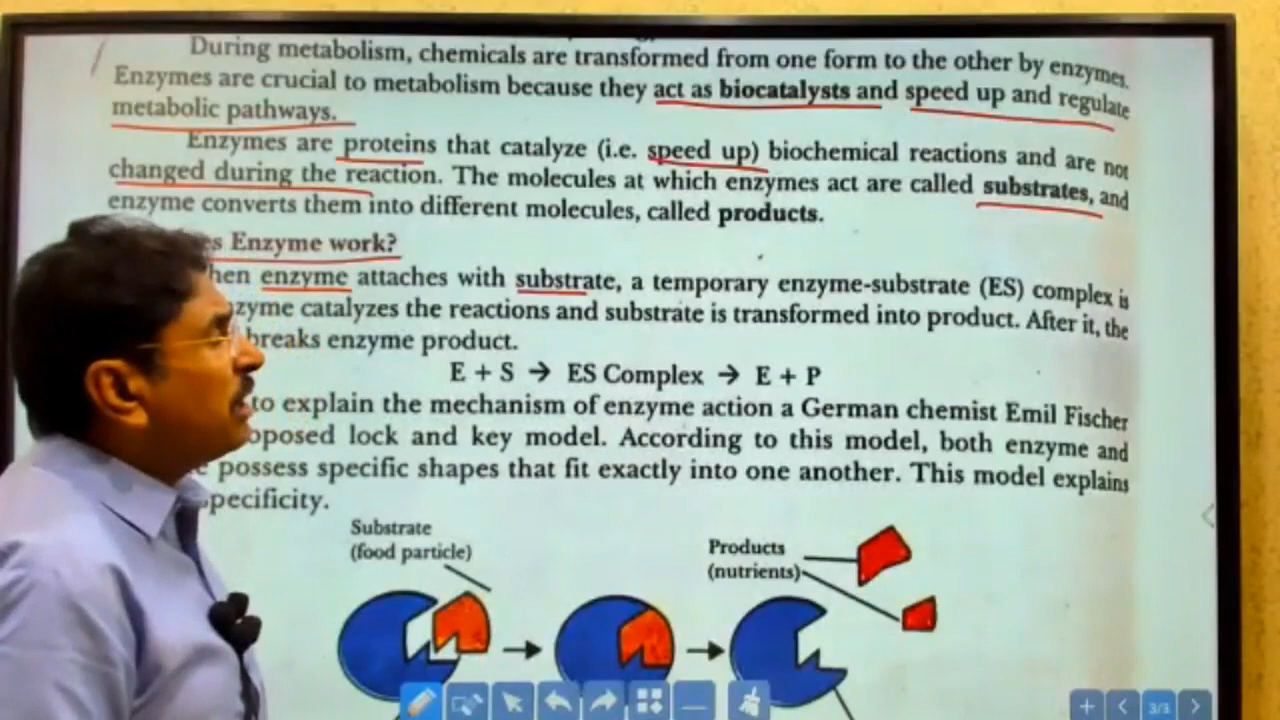 During metabolism, chemicals are transformed from one form to the other by enzymes.
Enzymes are crucial to metabolism because they act as biocatalysts and speed up and regulate
metabolic pathways.
Enzymes are proteins that catalyze (i.e. speed up) biochemical reactions and are not
changed during the reaction. The molecules at which enzymes act are called substrates, and
enzyme converts them into different molecules, called products.
Enzyme work?
enzyme attaches with substrate, a temporary enzyme-substrate (ES) complex is
catalyzes the reactions and substrate is transformed into product. After it, the
breaks enzyme product.
E + S → ES Complex → E + P
to explain the mechanism of enzyme action a German chemist Emil Fischer
lock and key model. According to this model, both enzyme and
possess specific shapes that fit exactly into one another. This model explains
specificity.
Substrate
(food particle)
Products
(nutrients)
3/3